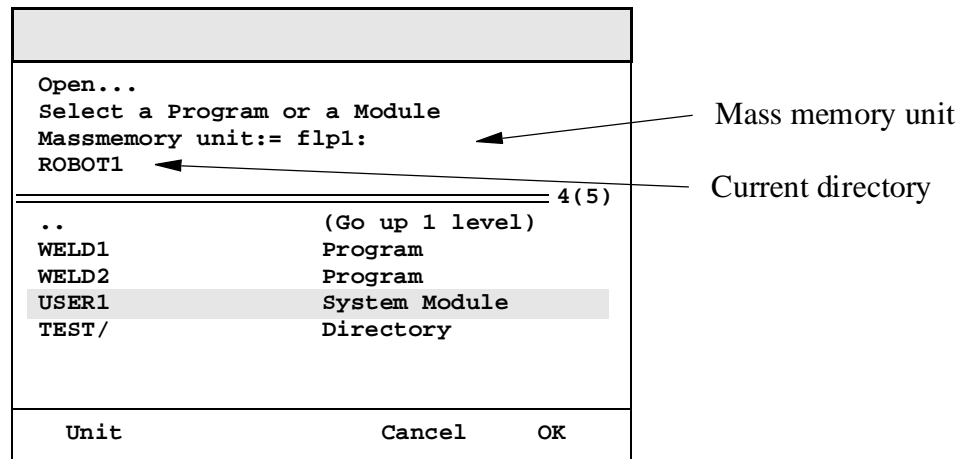 Open...
Select a Program or a Module
Massmemory unit:= flp1:
ROBOT1
4(5)
.. (Go up 1 level)
WELD1 Program
WELD2 Program
USER1 System Module
TEST/ Directory
Unit Cancel OK
Mass memory unit
Current directory